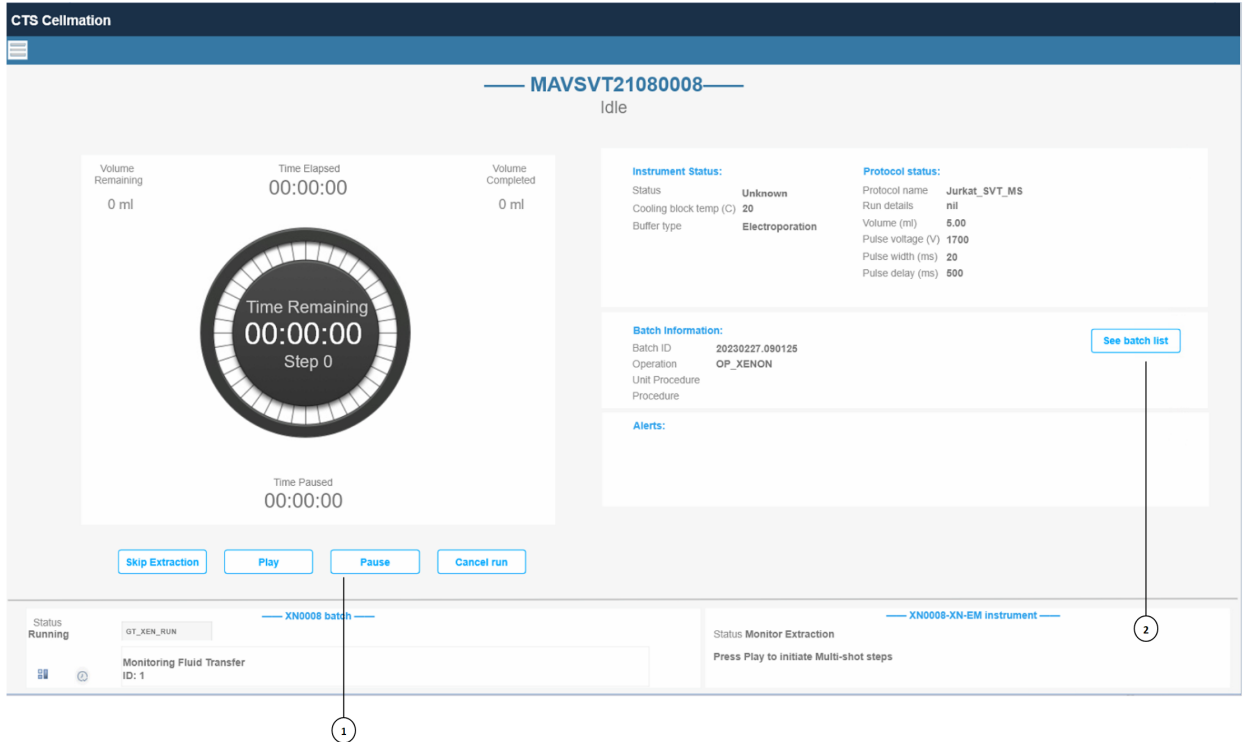 CTS Cellmation
MAVSVT21080008
Idle
Volume
Remaining
0 ml
Time Elapsed
00:00:00
Volume
Completed
0 ml
Time Remaining
00:00:00
Step 0
Time Paused
00:00:00
Skip Extraction
Play
Pause
Cancel run
Instrument Status:
Status Unknown
Cooling block temp (C) 20
Buffer type Electroporation
Protocol status:
Protocol name Jurkat_SVT_MS
Run details nil
Volume (ml) 5.00
Pulse voltage (V) 1700
Pulse width (ms) 20
Pulse delay (ms) 500
Batch Information:
Batch ID 20230227.090125
Operation OP_XENON
Unit Procedure
Procedure
See batch list
Alerts:
XN0008 batch
Status
Running
GT_XEN_RUN
Monitoring Fluid Transfer
ID: 1
XN0008-XN-EM instrument
Status Monitor Extraction
Press Play to initiate Multi-shot steps
1
2